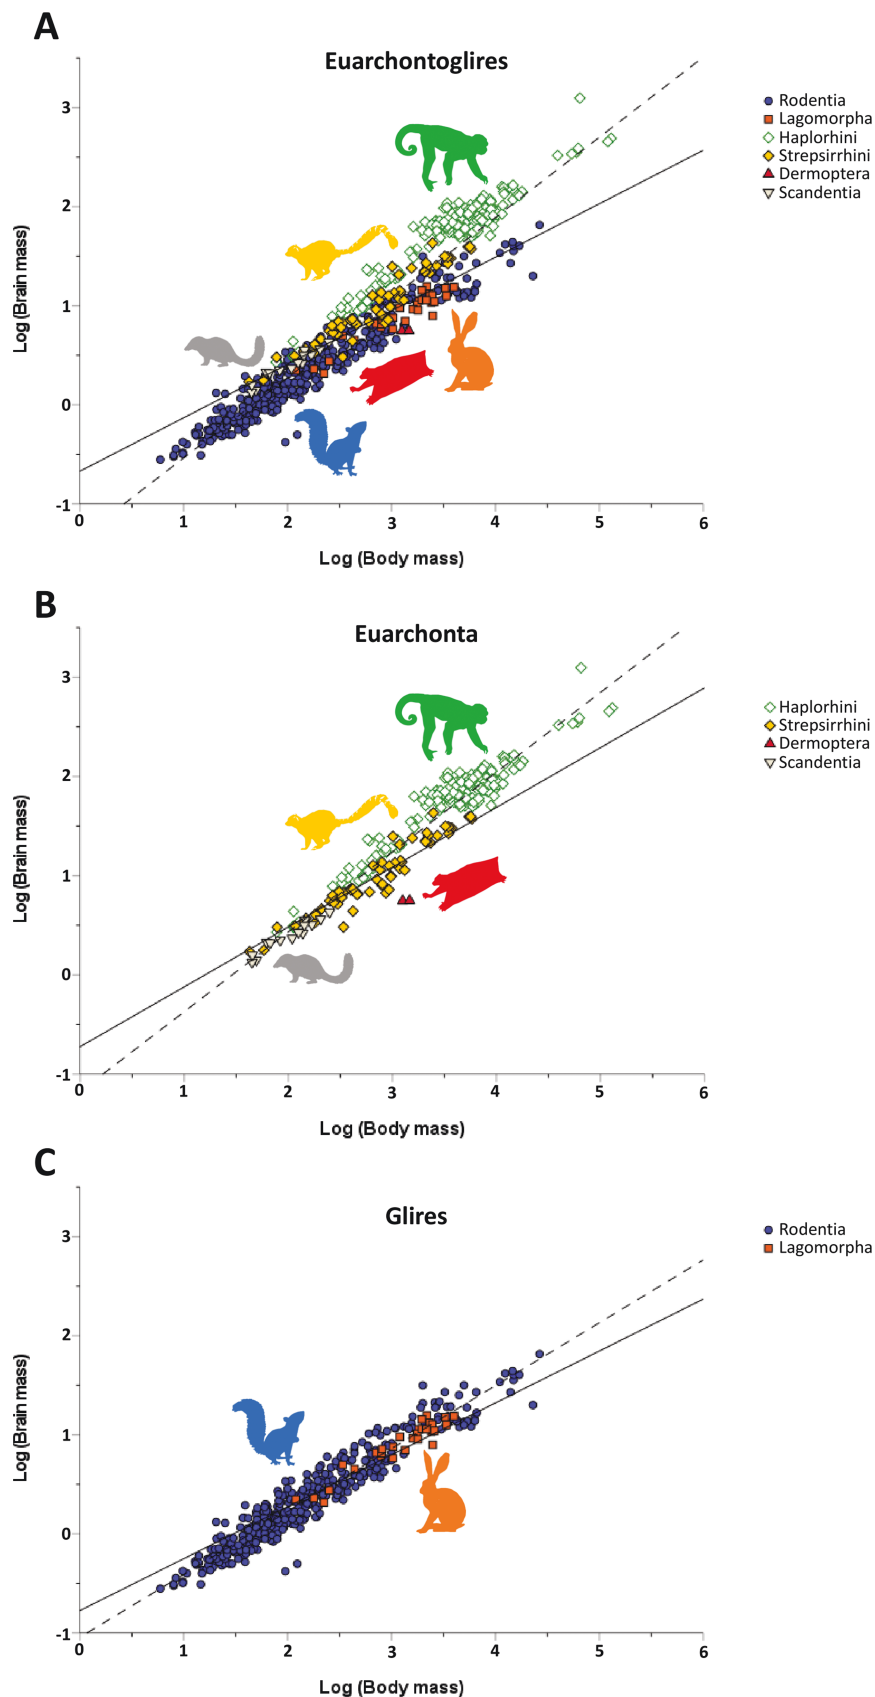 A
Euarchontoglires
Rodentia
Lagomorpha
Haplorhini
Strepsirrhini
Dermoptera
Scandentia
Log (Brain mass)
3
2
1
0
-1
0 1 2 3 4 5 6
Log (Body mass)
B
Euarchonta
Haplorhini
Strepsirrhini
Dermoptera
Scandentia
Log (Brain mass)
3
2
1
0
-1
0 1 2 3 4 5 6
Log (Body mass)
C
Glires
Rodentia
Lagomorpha
Log (Brain mass)
3
2
1
0
-1
0 1 2 3 4 5 6
Log (Body mass)